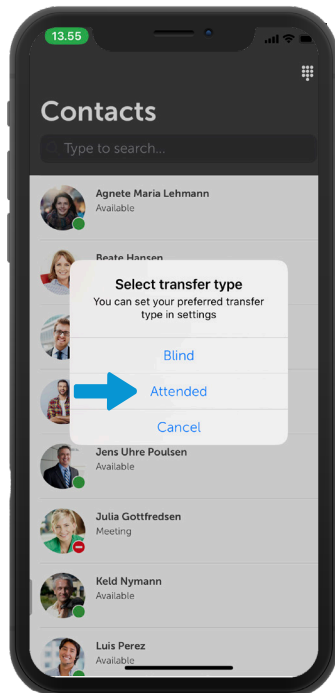 13.55
Contacts
Type to search...
Agnete Maria Lehmann
Available
Beate Hansen
Select transfer type
You can set your preferred transfer
type in settings
Blind
Attended
Cancel
Jens Uhre Poulsen
Available
Julia Gottfredsen
Meeting
Keld Nymann
Available
Luis Perez
Available